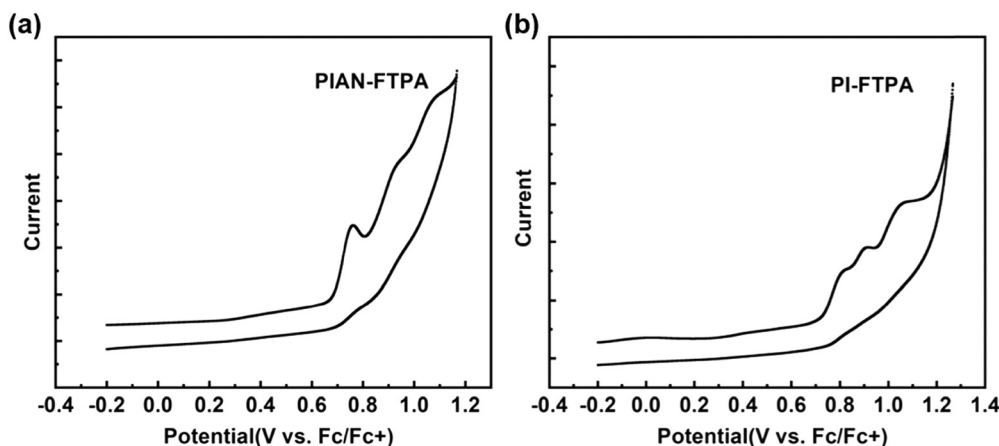 (a)
PIAN-FTPA
Current
-0.4 -0.2 0.0 0.2 0.4 0.6 0.8 1.0 1.2
Potential(V vs. Fc/Fc+)
(b)
PI-FTPA
Current
-0.4 -0.2 0.0 0.2 0.4 0.6 0.8 1.0 1.2 1.4
Potential(V vs. Fc/Fc+)